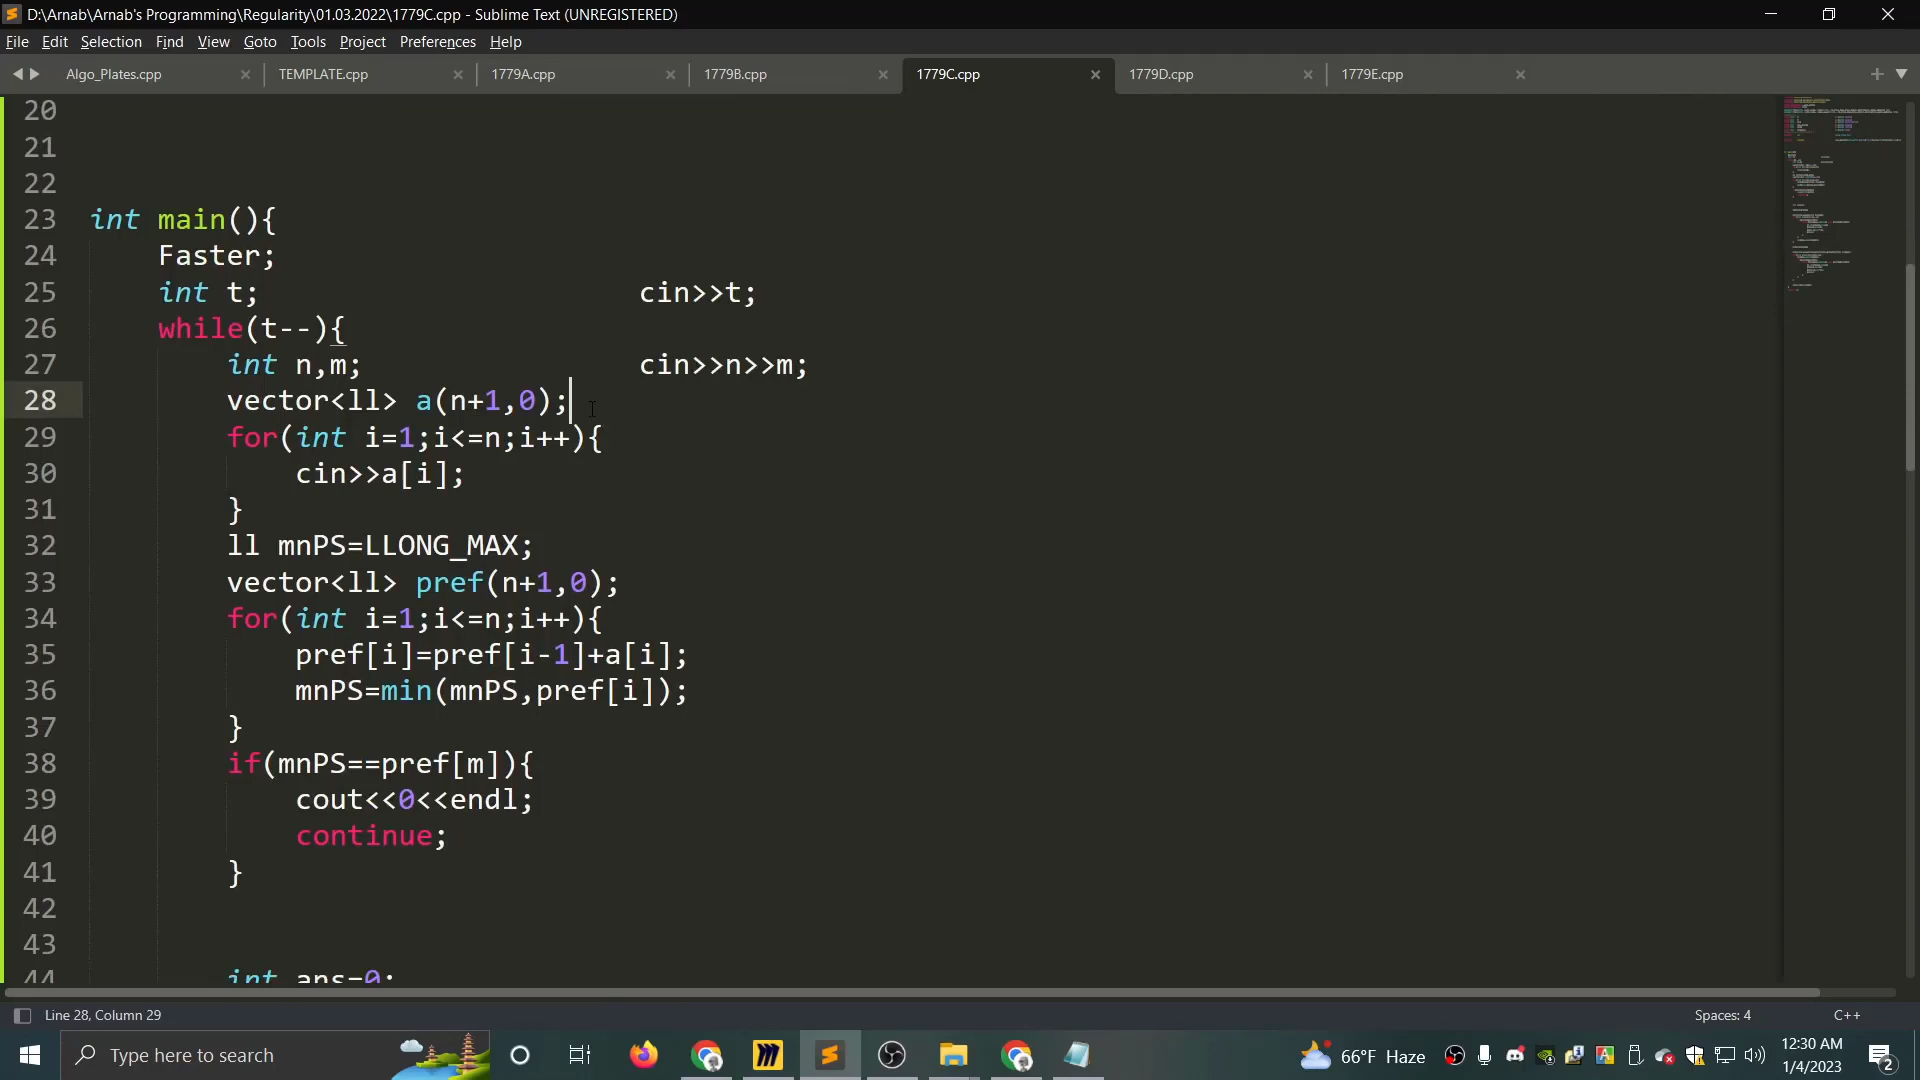 D:\Arnab\Arnab's Programming\Regularity\01.03.2022\1779C.cpp - Sublime Text (UNREGISTERED)
File Edit Selection Find View Goto Tools Project Preferences Help
Algo_Plates.cpp TEMPLATE.cpp 1779A.cpp 1779B.cpp 1779C.cpp 1779D.cpp 1779E.cpp
20
21
22
23 int main(){
24 Faster;
25 int t; cin>>t;
26 while(t--){
27 int n,m; cin>>n>>m;
28 vector<ll> a(n+1,0);
29 for(int i=1;i<=n;i++){
30 cin>>a[i];
31 }
32 ll mnPS=LLONG_MAX;
33 vector<ll> pref(n+1,0);
34 for(int i=1;i<=n;i++){
35 pref[i]=pref[i-1]+a[i];
36 mnPS=min(mnPS,pref[i]);
37 }
38 if(mnPS==pref[m]){
39 cout<<0<<endl;
40 continue;
41 }
42
43
44 int ans=0;
Line 28, Column 29 Spaces: 4 C++
Type here to search 66°F Haze 12:30 AM
1/4/2023 2